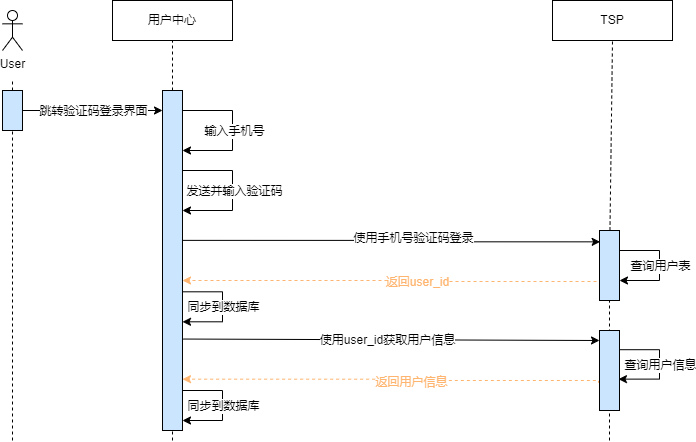 用户中心
TSP
User
跳转验证码登录界面
输入手机号
发送并输入验证码
使用手机号验证码登录
查询用户表
返回user_id
同步到数据库
使用user_id获取用户信息
查询用户信息
返回用户信息
同步到数据库